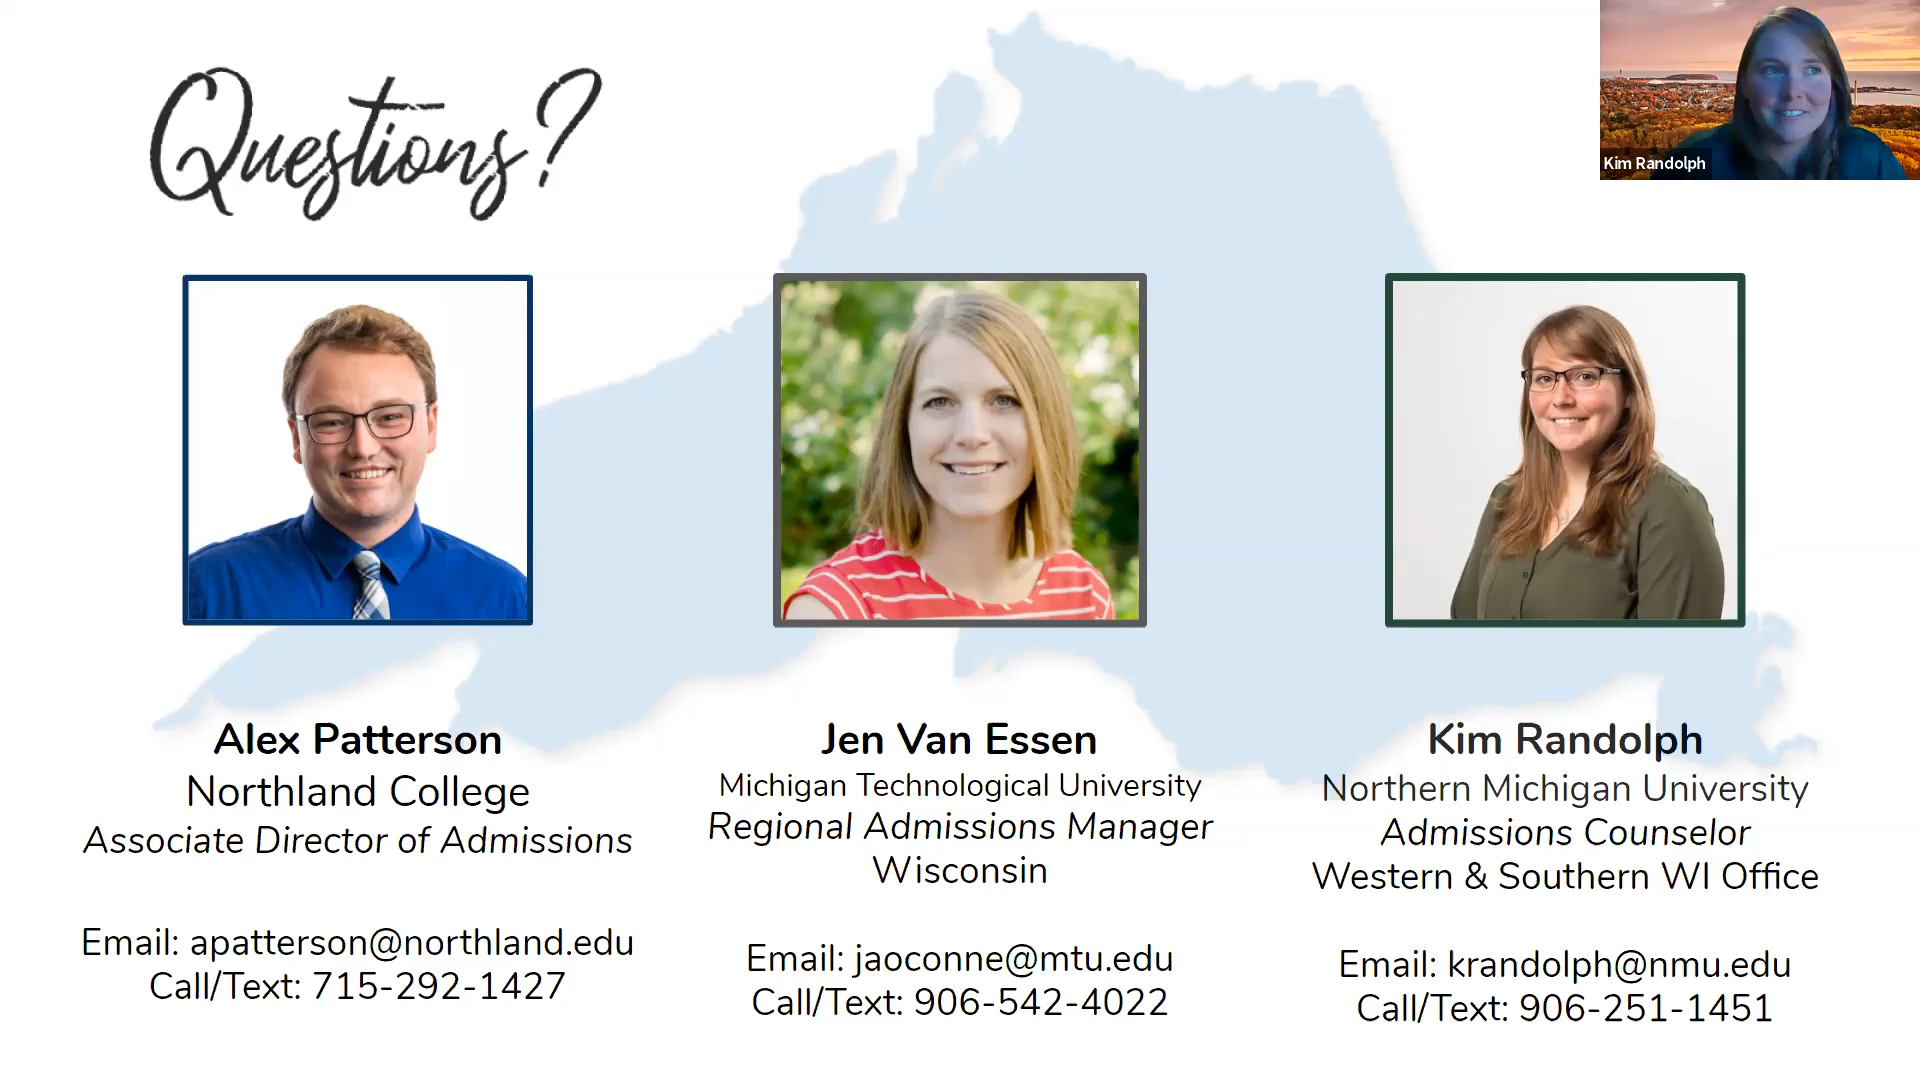 Questions?
Kim Randolph
Alex Patterson
Northland College
Associate Director of Admissions
Email: apatterson@northland.edu
Call/Text: 715-292-1427
Jen Van Essen
Michigan Technological University
Regional Admissions Manager
Wisconsin
Email: jaoconne@mtu.edu
Call/Text: 906-542-4022
Kim Randolph
Northern Michigan University
Admissions Counselor
Western & Southern WI Office
Email: krandolph@nmu.edu
Call/Text: 906-251-1451